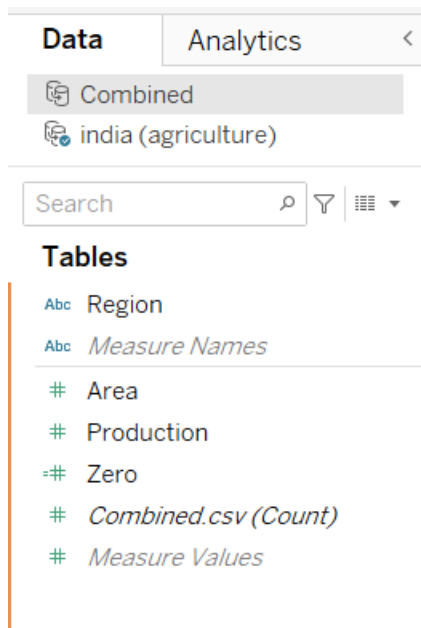 Data Analytics <
Combined
india (agriculture)
Search
Tables
Abc Region
Abc Measure Names
# Area
# Production
=# Zero
# Combined.csv (Count)
# Measure Values